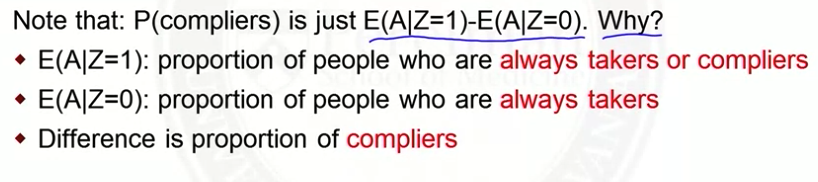 Note that: P(compliers) is just E(A|Z=1)-E(A|Z=0). Why?
• E(A|Z=1): proportion of people who are always takers or compliers
• E(A|Z=0): proportion of people who are always takers
• Difference is proportion of compliers